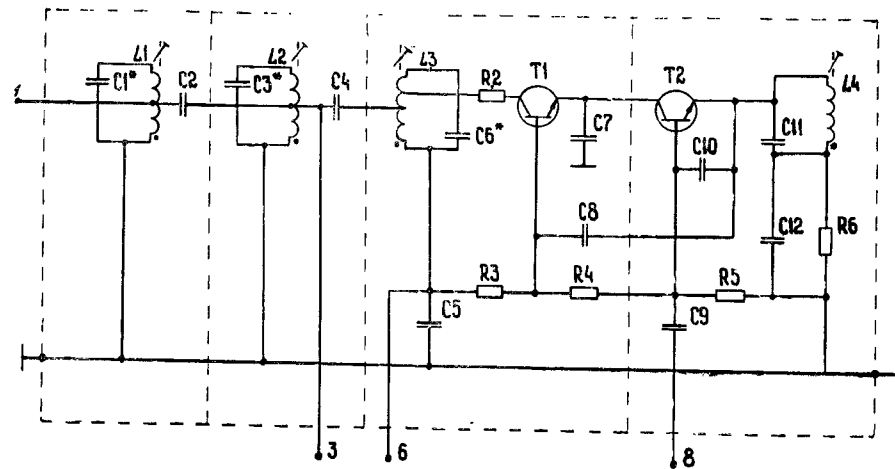 L1 L2 L3 T1 T2
C1* C2 C3* C4 R2 L4
1
C6* C7 C10 C11
C8 C12 R6
R3 R4 R5
C5 C9
3 6 8